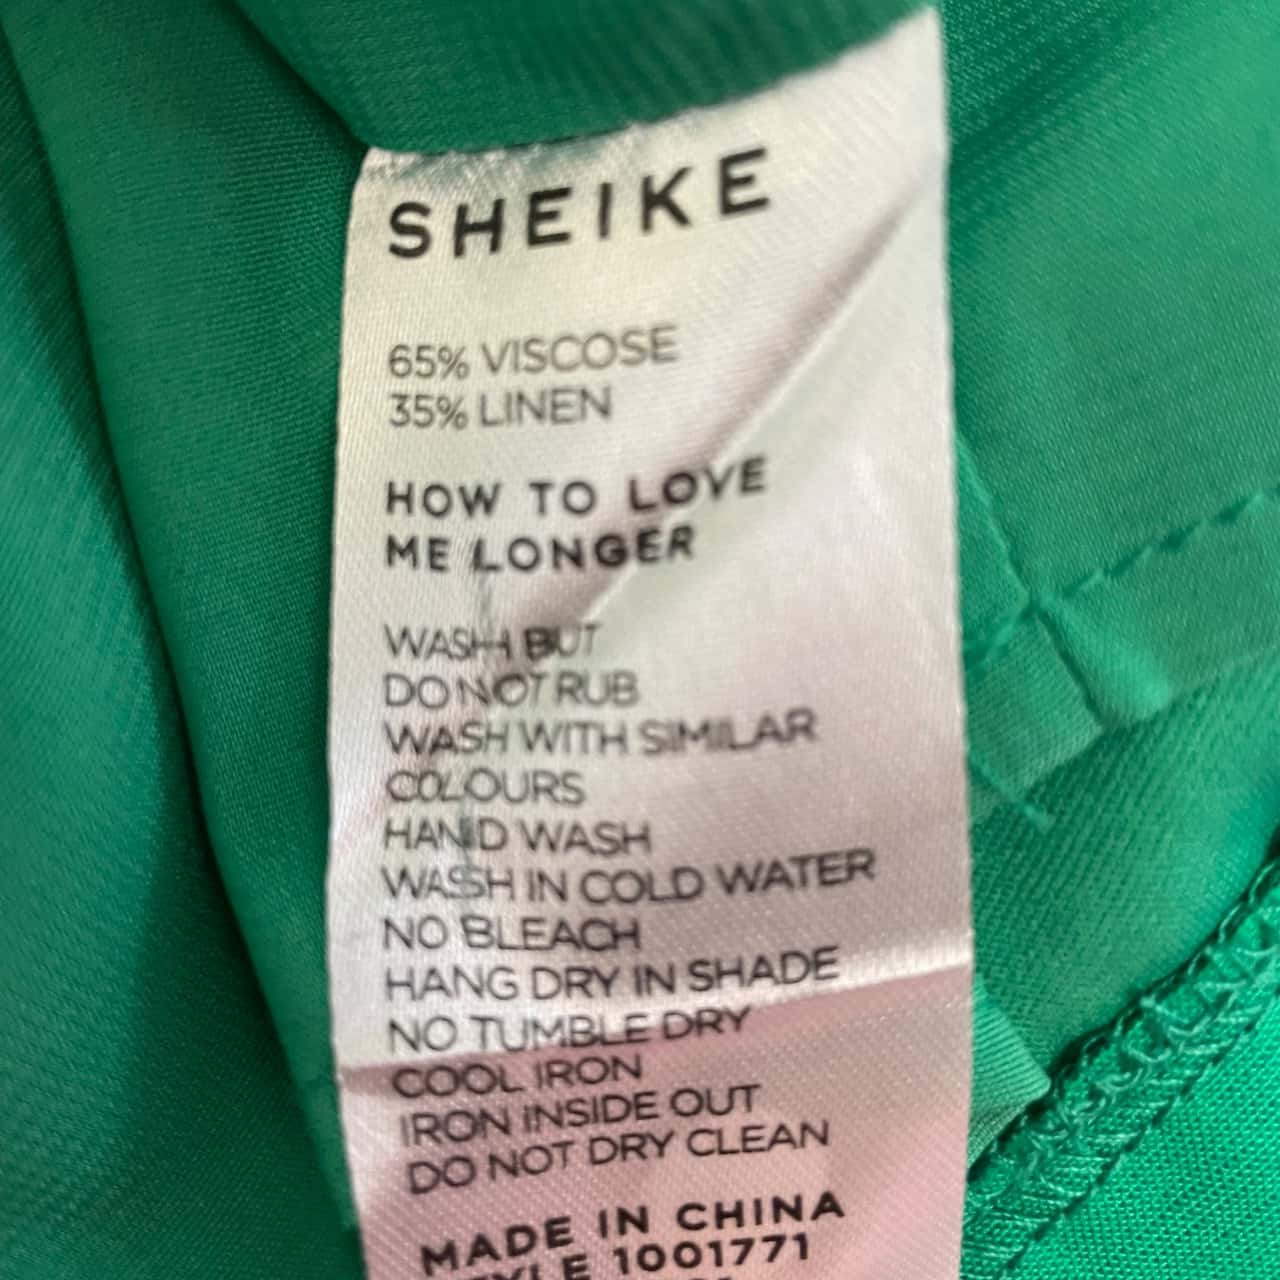 SHEIKE
65% VISCOSE
35% LINEN
HOW TO LOVE
ME LONGER
WASH BUT
DO NOT RUB
WASH WITH SIMILAR
COLOURS
HAND WASH
WASH IN COLD WATER
NO BLEACH
HANG DRY IN SHADE
NO TUMBLE DRY
COOL IRON
IRON INSIDE OUT
DO NOT DRY CLEAN
MADE IN CHINA
STYLE 1001771